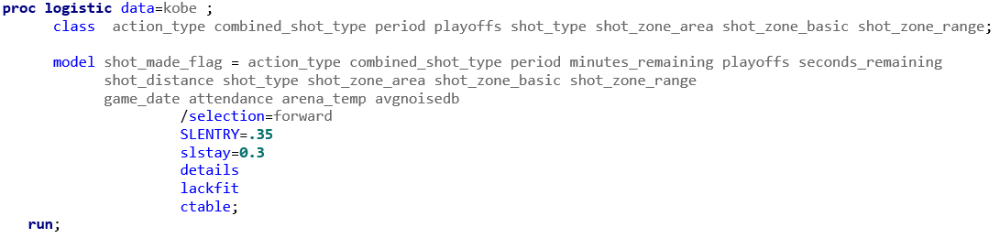 proc logistic data=kobe ;
class  action_type combined_shot_type period playoffs shot_type shot_zone_area shot_zone_basic shot_zone_range;
model shot_made_flag = action_type combined_shot_type period minutes_remaining playoffs seconds_remaining
shot_distance shot_type shot_zone_area shot_zone_basic shot_zone_range
game_date attendance arena_temp avgnoisedb
/selection=forward
SLENTRY=.35
slstay=0.3
details
lackfit
ctable;
run;